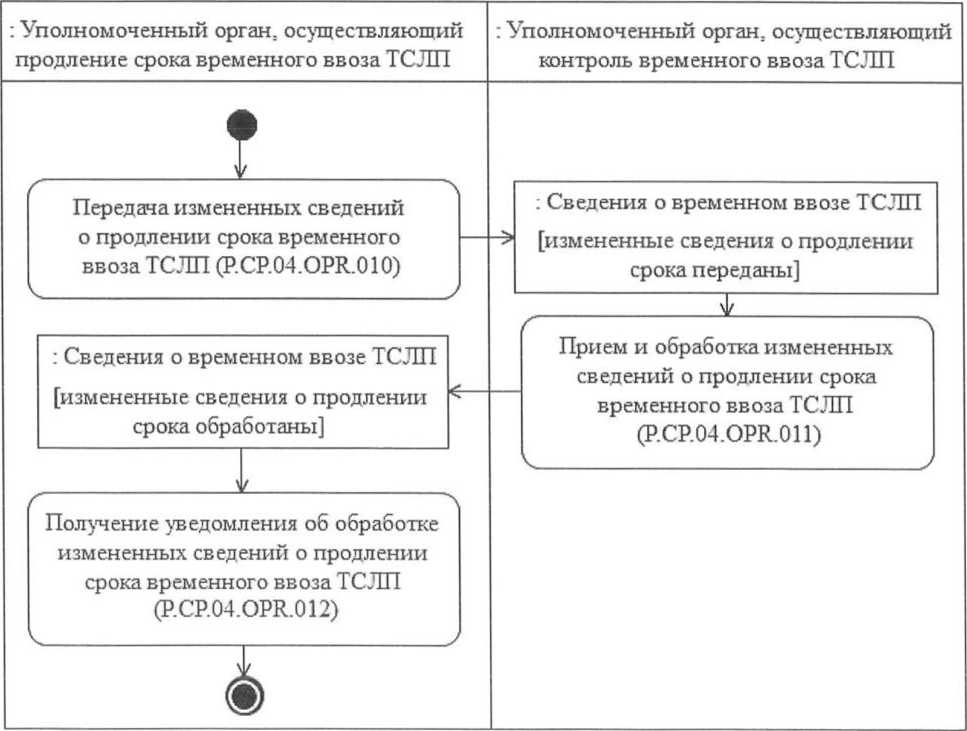 : Уполномоченный орган, осуществляющий
продление срока временного ввоза ТСЛП
: Уполномоченный орган, осуществляющий
контроль временного ввоза ТСЛП
Передача измененных сведений
о продлении срока временного
ввоза ТСЛП (P.CP.04.OPR.010)
: Сведения о временном ввозе ТСЛП
[измененные сведения о продлении
срока переданы]
Прием и обработка измененных
сведений о продлении срока
временного ввоза ТСЛП
(P.CP.04.OPR.011)
: Сведения о временном ввозе ТСЛП
[измененные сведения о продлении
срока обработаны]
Получение уведомления об обработке
измененных сведений о продлении
срока временного ввоза ТСЛП
(P.CP.04.OPR.012)